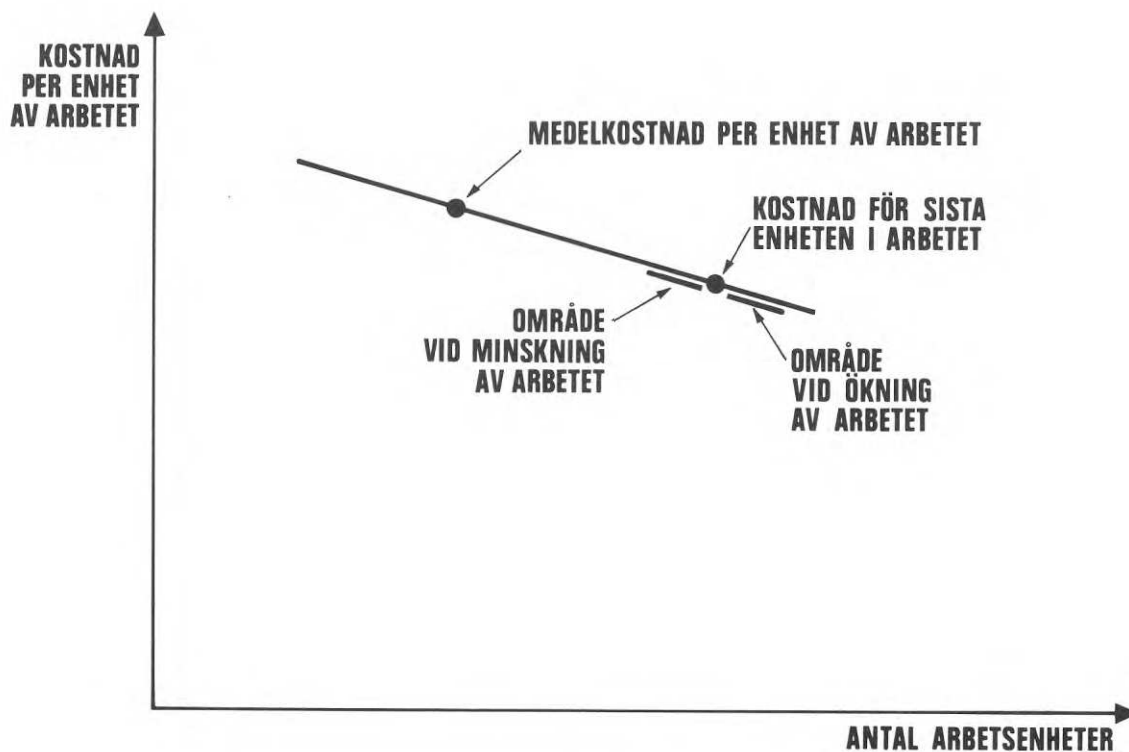 KOSTNAD
PER ENHET
AV ARBETET
MEDELKOSTNAD PER ENHET AV ARBETET
KOSTNAD FÖR SISTA
ENHETEN I ARBETET
OMRÅDE
VID MINSKNING
AV ARBETET
OMRÅDE
VID ÖKNING
AV ARBETET
ANTAL ARBETSENHETER